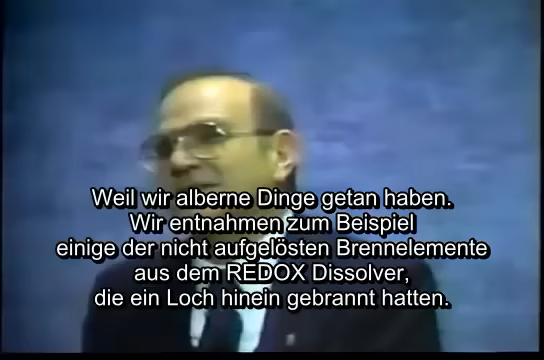 Weil wir alberne Dinge getan haben.
Wir entnahmen zum Beispiel
einige der nicht aufgelösten Brennelemente
aus dem REDOX Dissolver,
die ein Loch hinein gebrannt hatten.